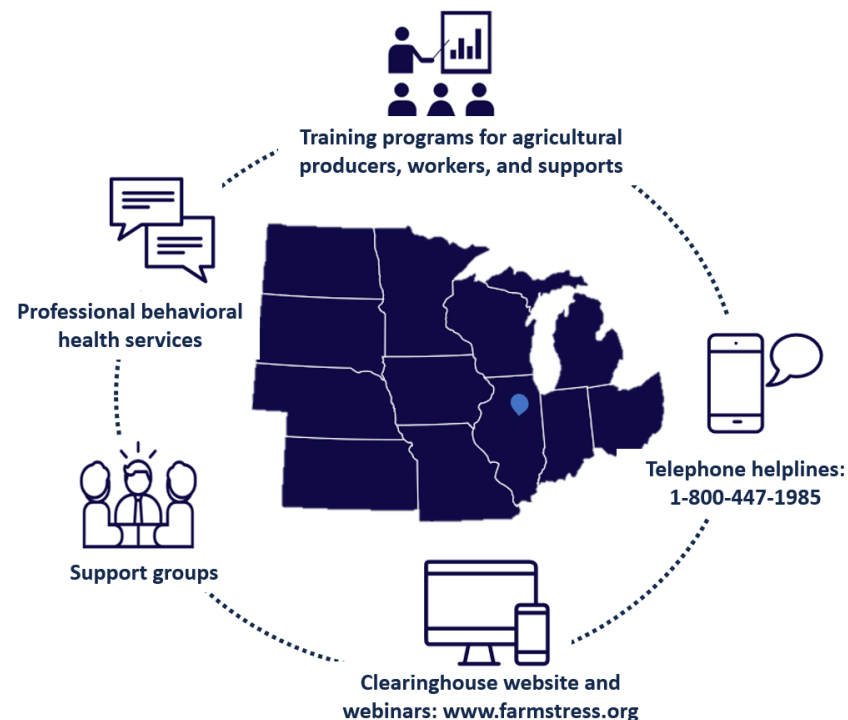 Training programs for agricultural
producers, workers, and supports
Professional behavioral
health services
Telephone helplines:
1-800-447-1985
Support groups
Clearinghouse website and
webinars: www.farmstress.org